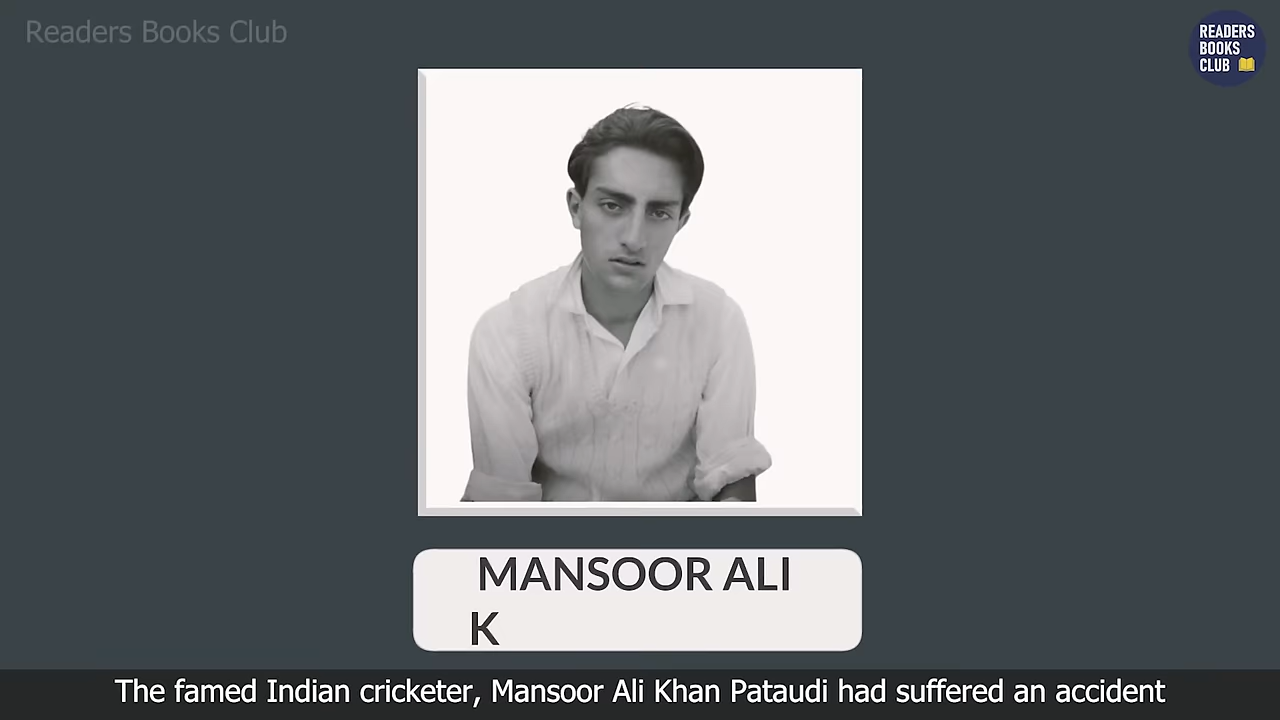 Readers Books Club
READERS
BOOKS
CLUB
MANSOOR ALI
K
The famed Indian cricketer, Mansoor Ali Khan Pataudi had suffered an accident